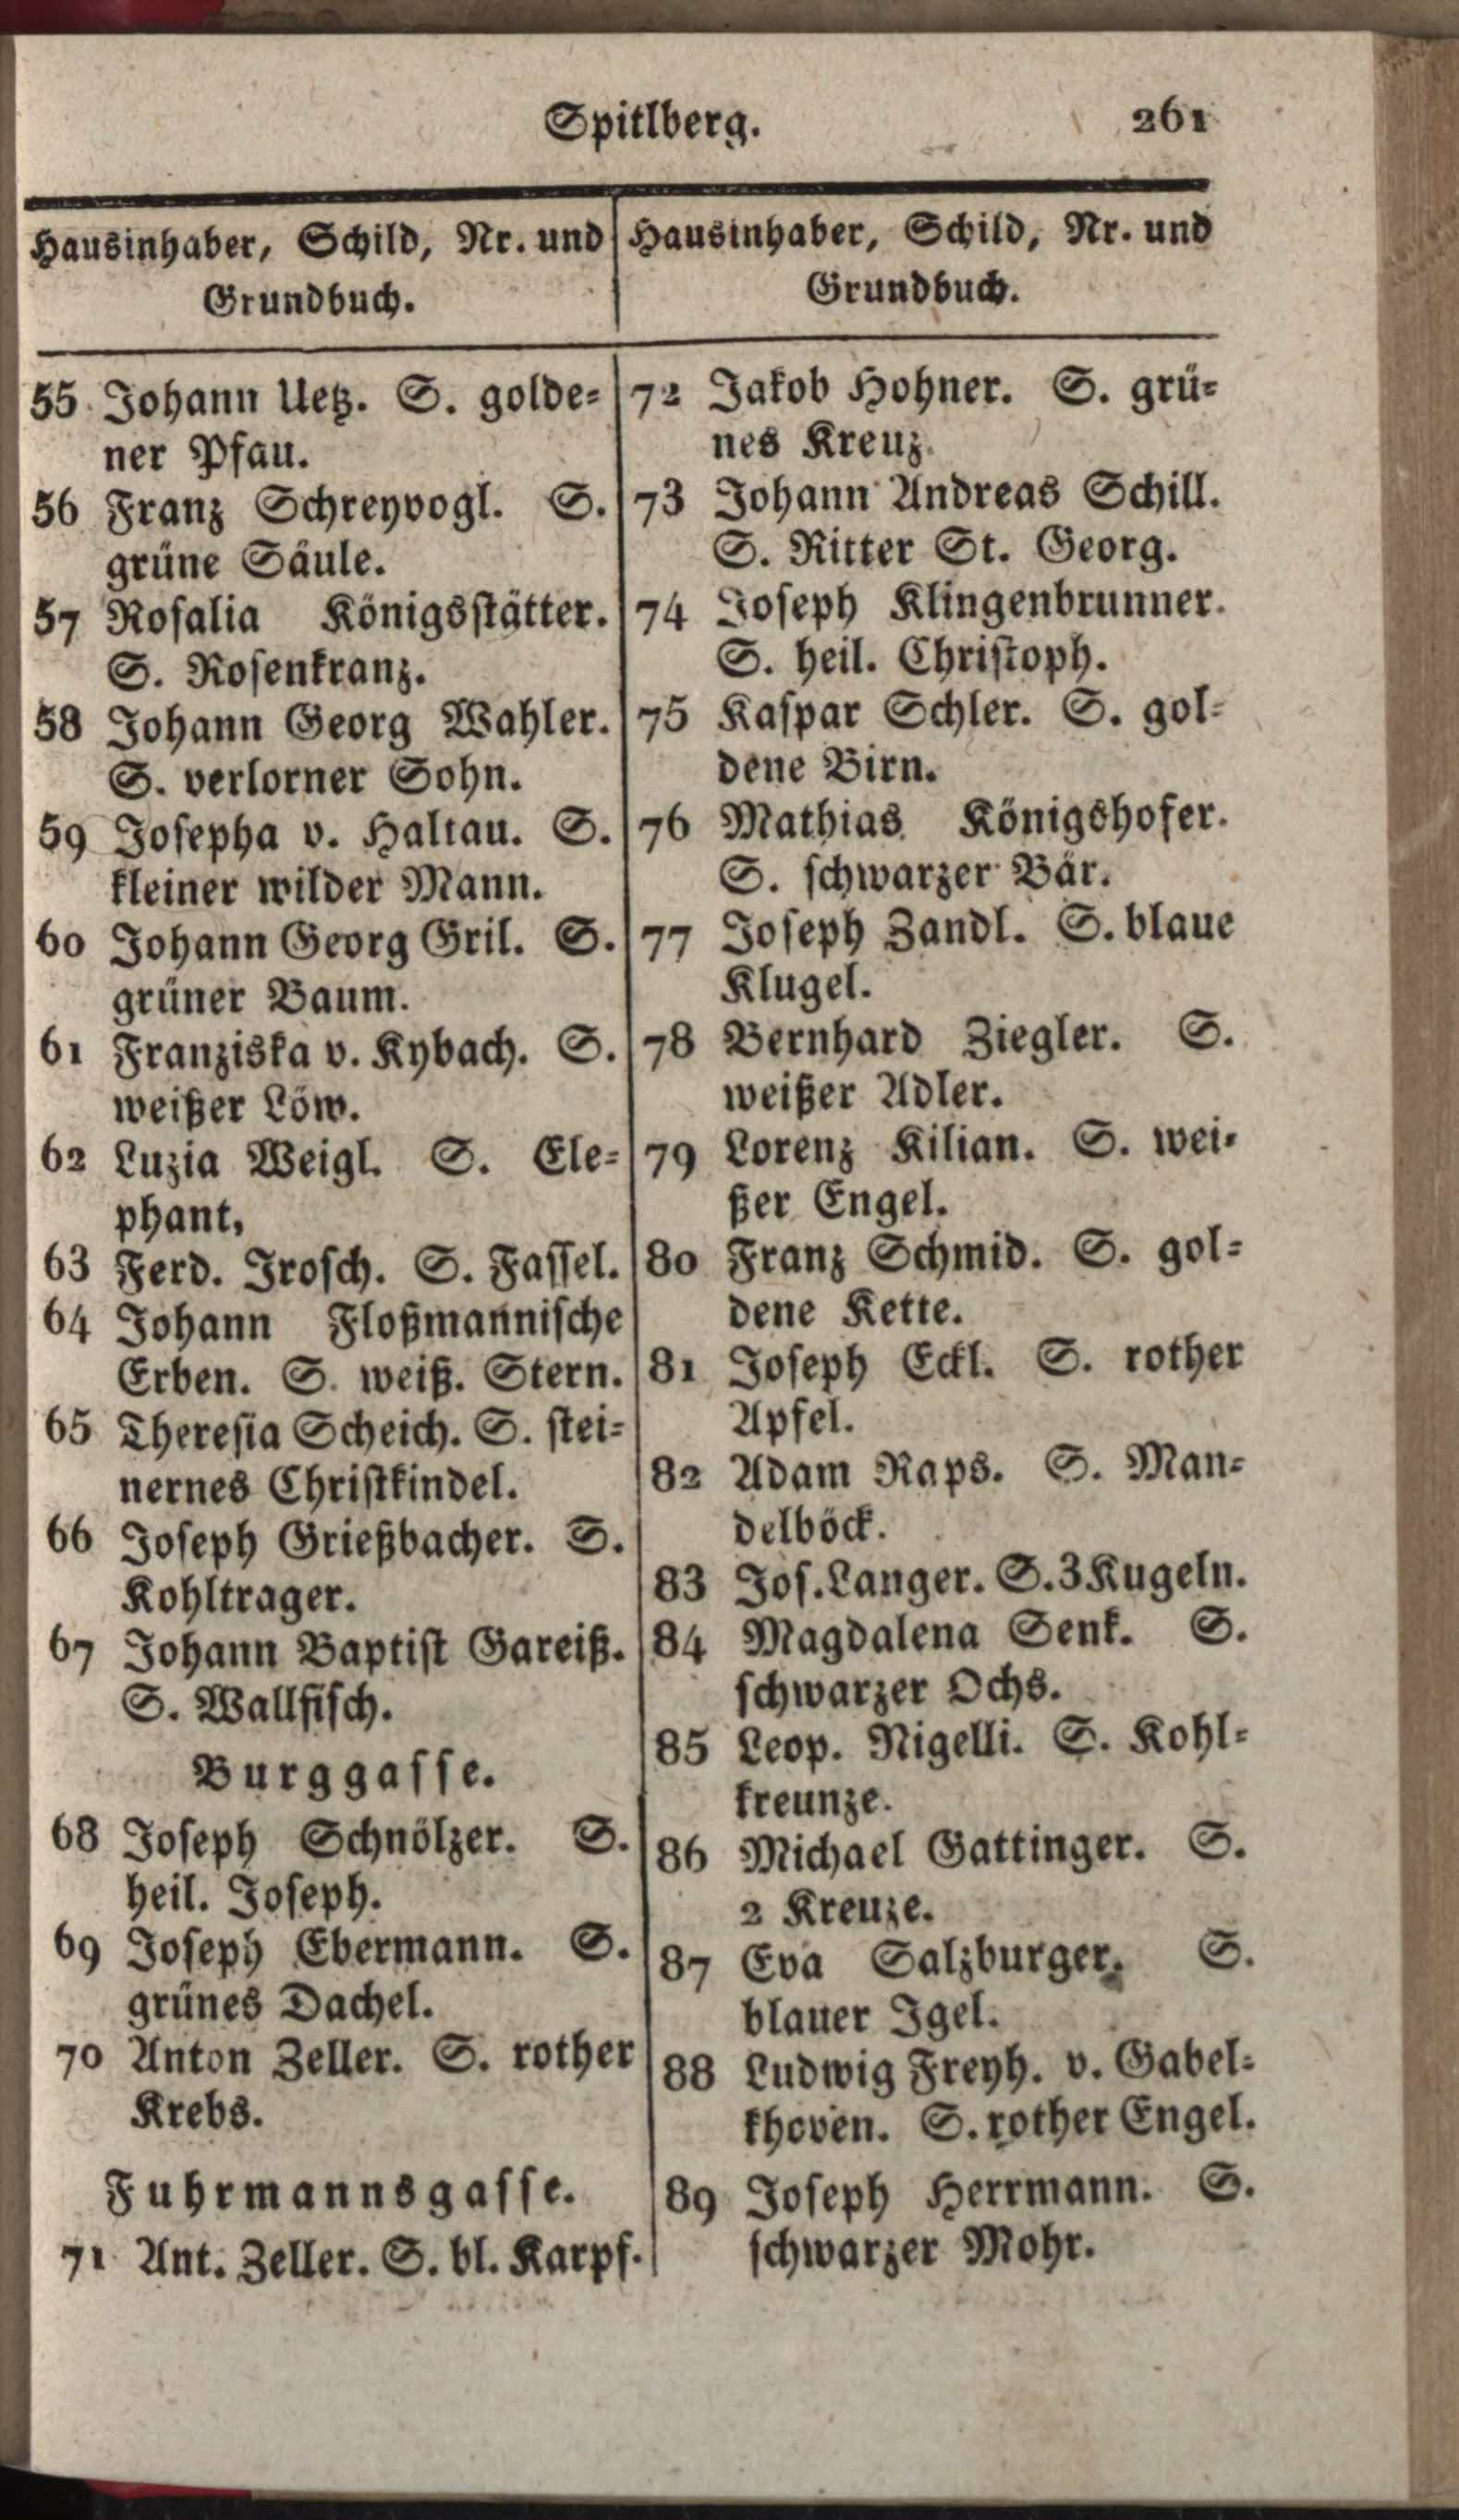 Spitlberg. 261
Hausinhaber, Schild, Nr. und
Grundbuch.
55 Johann Uetz. S. golde=
ner Pfau.
56 Franz Schreyvogl. S.
grüne Säule.
57 Rosalia Königsstätter.
S. Rosenkranz.
58 Johann Georg Wahler.
S. verlorner Sohn.
59 Josepha v. Haltau. S.
kleiner wilder Mann.
60 Johann Georg Gril. S.
grüner Baum.
61 Franziska v. Kybach. S.
weißer Löw.
62 Luzia Weigl. S. Ele=
phant,
63 Ferd. Jrosch. S. Fassel.
64 Johann Floßmannische
Erben. S. weiß. Stern.
65 Theresia Scheich. S. stei=
nernes Christkindel.
66 Joseph Grießbacher. S.
Kohltrager.
67 Johann Baptist Gareiß.
S. Wallfisch.
Burggasse.
68 Joseph Schnölzer. S.
heil. Joseph.
69 Joseph Ebermann. S.
grünes Dachel.
70 Anton Zeller. S. rother
Krebs.
Fuhrmannsgasse.
71 Ant. Zeller. S. bl. Karpf.
Hausinhaber, Schild, Nr. und
Grundbuch.
72 Jakob Hohner. S. grü=
nes Kreuz.
73 Johann Andreas Schill.
S. Ritter St. Georg.
74 Joseph Klingenbrunner.
S. heil. Christoph.
75 Kaspar Schler. S. gol=
dene Birn.
76 Mathias Königshofer.
S. schwarzer Bär.
77 Joseph Zandl. S. blaue
Klugel.
78 Bernhard Ziegler. S.
weißer Adler.
79 Lorenz Kilian. S. wei=
ßer Engel.
80 Franz Schmid. S. gol=
dene Kette.
81 Joseph Eckl. S. rother
Apfel.
82 Adam Raps. S. Man=
delböck.
83 Jos. Langer. S. 3 Kugeln.
84 Magdalena Senk. S.
schwarzer Ochs.
85 Leop. Nigelli. S. Kohl=
kreunze.
86 Michael Gattinger. S.
2 Kreuze.
87 Eva Salzburger. S.
blauer Igel.
88 Ludwig Freyh. v. Gabel=
khoven. S. rother Engel.
89 Joseph Herrmann. S.
schwarzer Mohr.